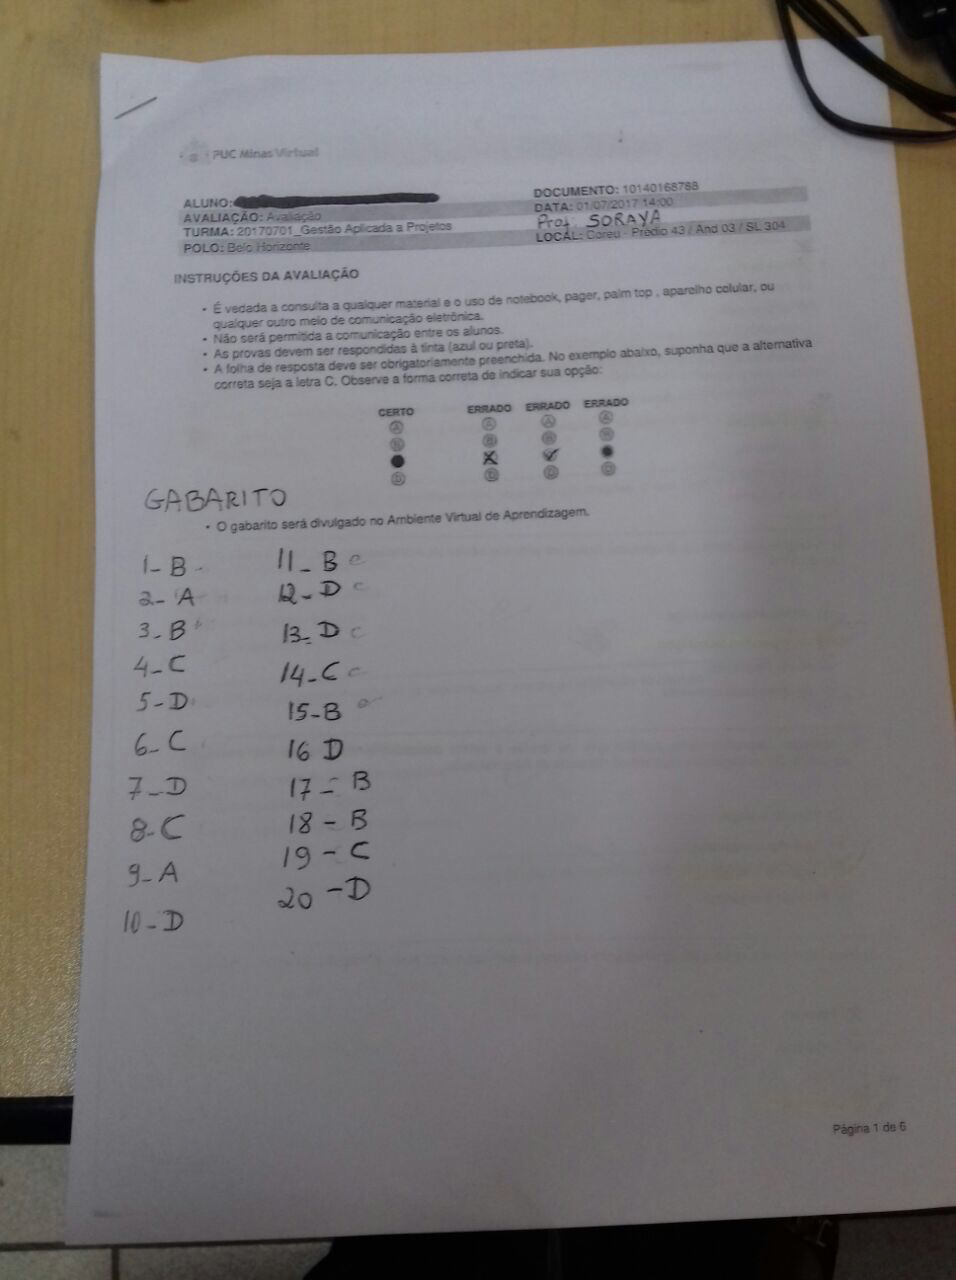 PUC Minas Virtual
ALUNO:
DOCUMENTO: 10140168788
AVALIAÇÃO: Avaliação
DATA: 01/07/2017 14:00
TURMA: 20170701_Gestão Aplicada a Projetos
Prof. SORAYA
POLO: Belo Horizonte
LOCAL: Coreu - Prédio 43 / And 03 / SL 304
INSTRUÇÕES DA AVALIAÇÃO
• É vedada a consulta a qualquer material e o uso de notebook, pager, palm top , aparelho celular, ou
qualquer outro meio de comunicação eletrônica.
• Não será permitida a comunicação entre os alunos.
• As provas devem ser respondidas à tinta (azul ou preta).
• A folha de resposta deve ser obrigatoriamente preenchida. No exemplo abaixo, suponha que a alternativa
correta seja a letra C. Observe a forma correta de indicar sua opção:
CERTO ERRADO ERRADO ERRADO
A A A A
B B B B
D D D D
GABARITO
• O gabarito será divulgado no Ambiente Virtual de Aprendizagem.
1- B
2- A
3- B
4- C
5- D
6- C
7- D
8- C
9- A
10- D
11- B c
12- D c
13- D c
14- C c
15- B
16 D
17 - B
18 - B
19 - C
20 - D
Página 1 de 6